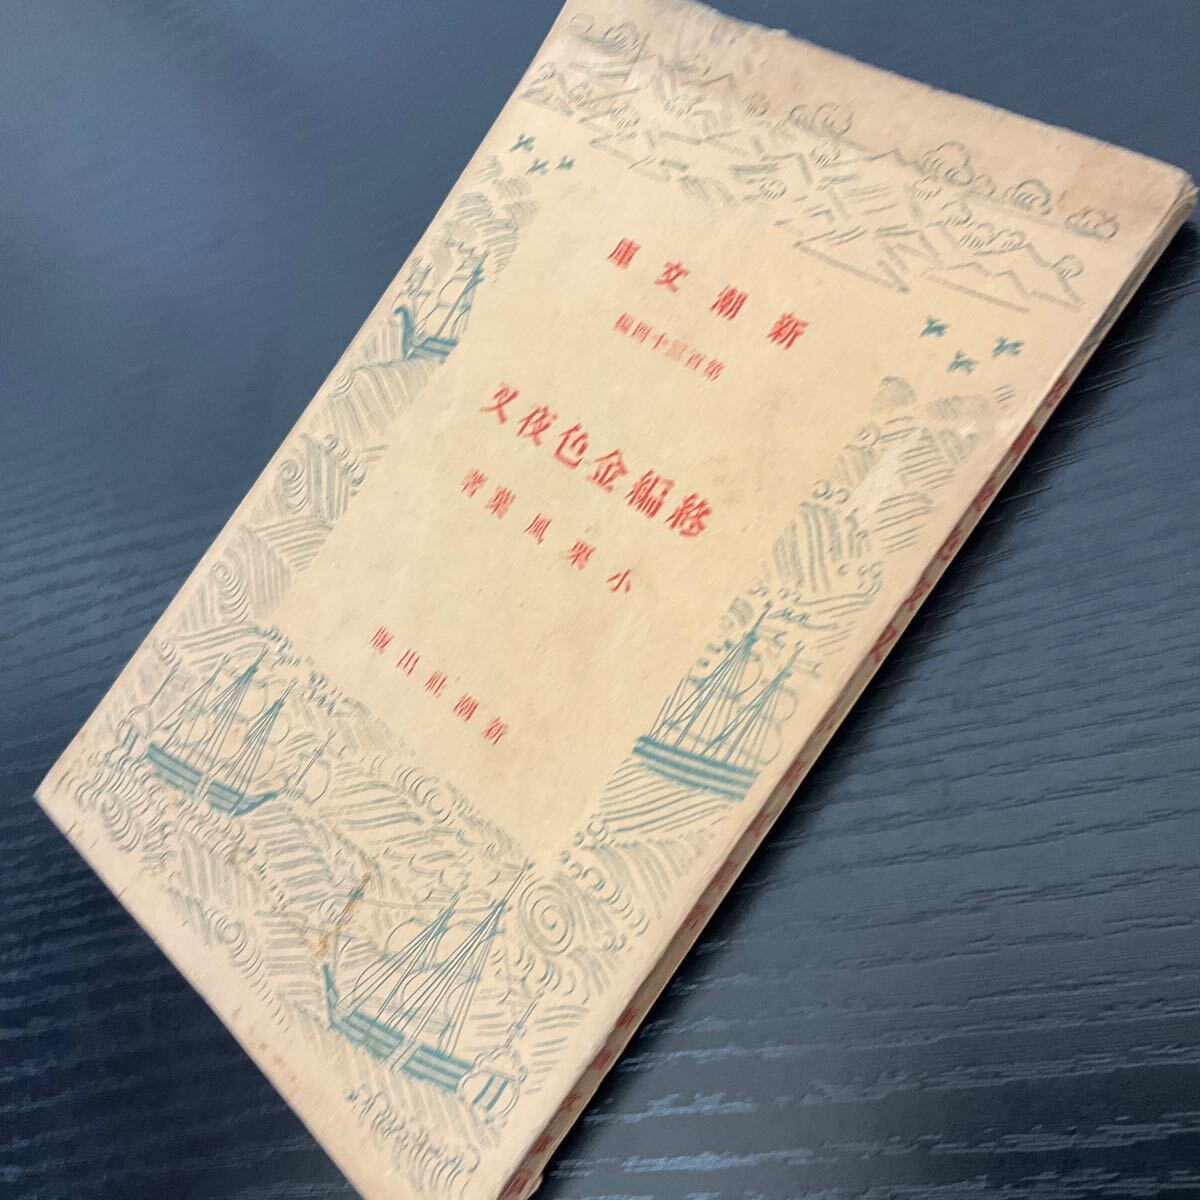 新潮文庫
第百三十四編
終編金色夜叉
小栗風葉著
新潮社出版